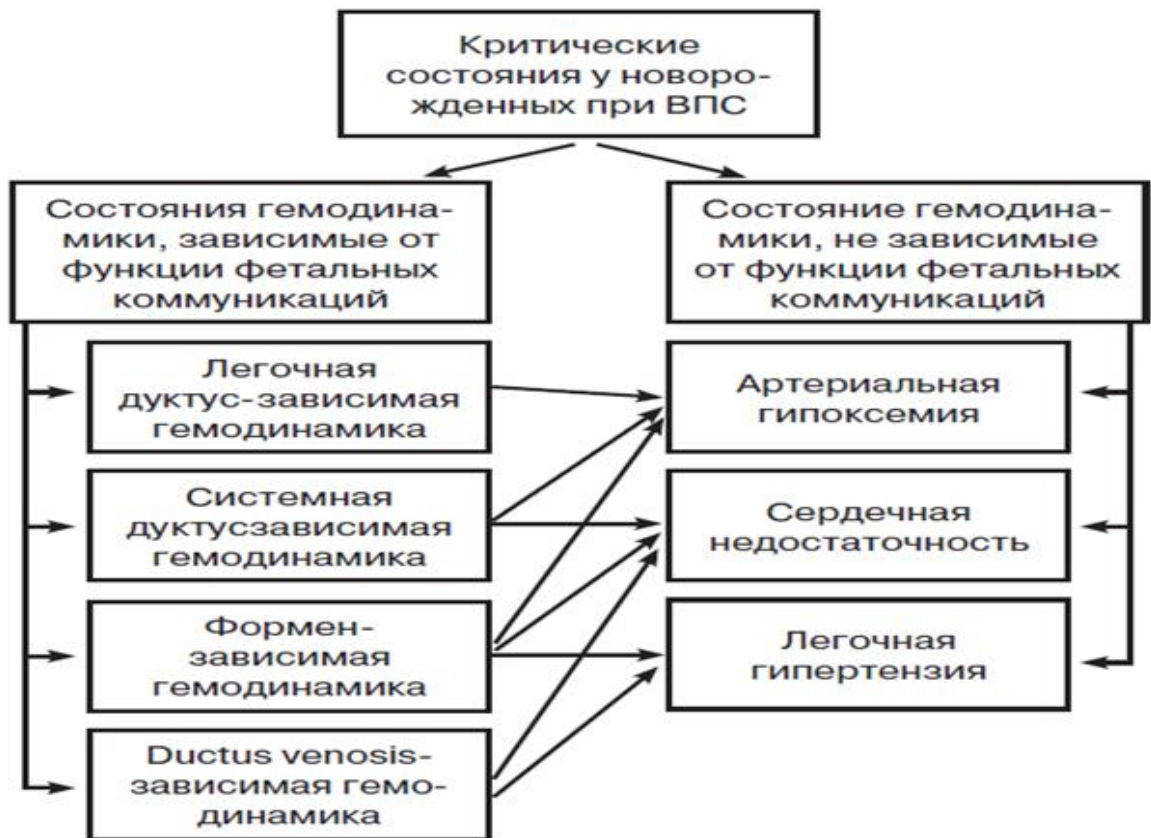 Критические
состояния у новоро-
жденных при ВПС
Состояния гемодина-
мики, зависимые от
функции фетальных
коммуникаций
Состояние гемодина-
мики, не зависимые
от функции фетальных
коммуникаций
Легочная
дуктус-зависимая
гемодинамика
Артериальная
гипоксемия
Системная
дуктусзависимая
гемодинамика
Сердечная
недостаточность
Формен-
зависимая
гемодинамика
Легочная
гипертензия
Ductus venosis-
зависимая гемо-
динамика